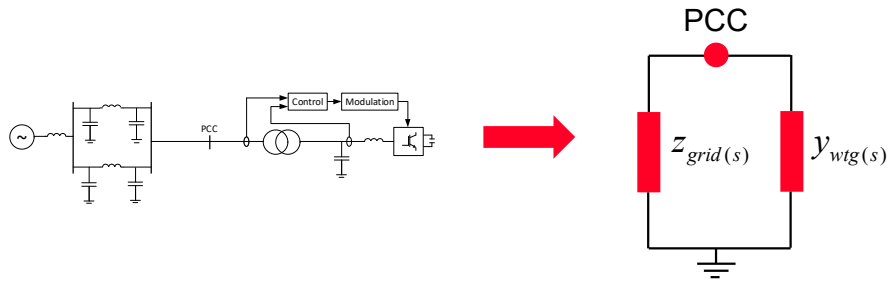 PCC
Control
Modulation
PCC
~
z_grid(s)
y_wtg(s)